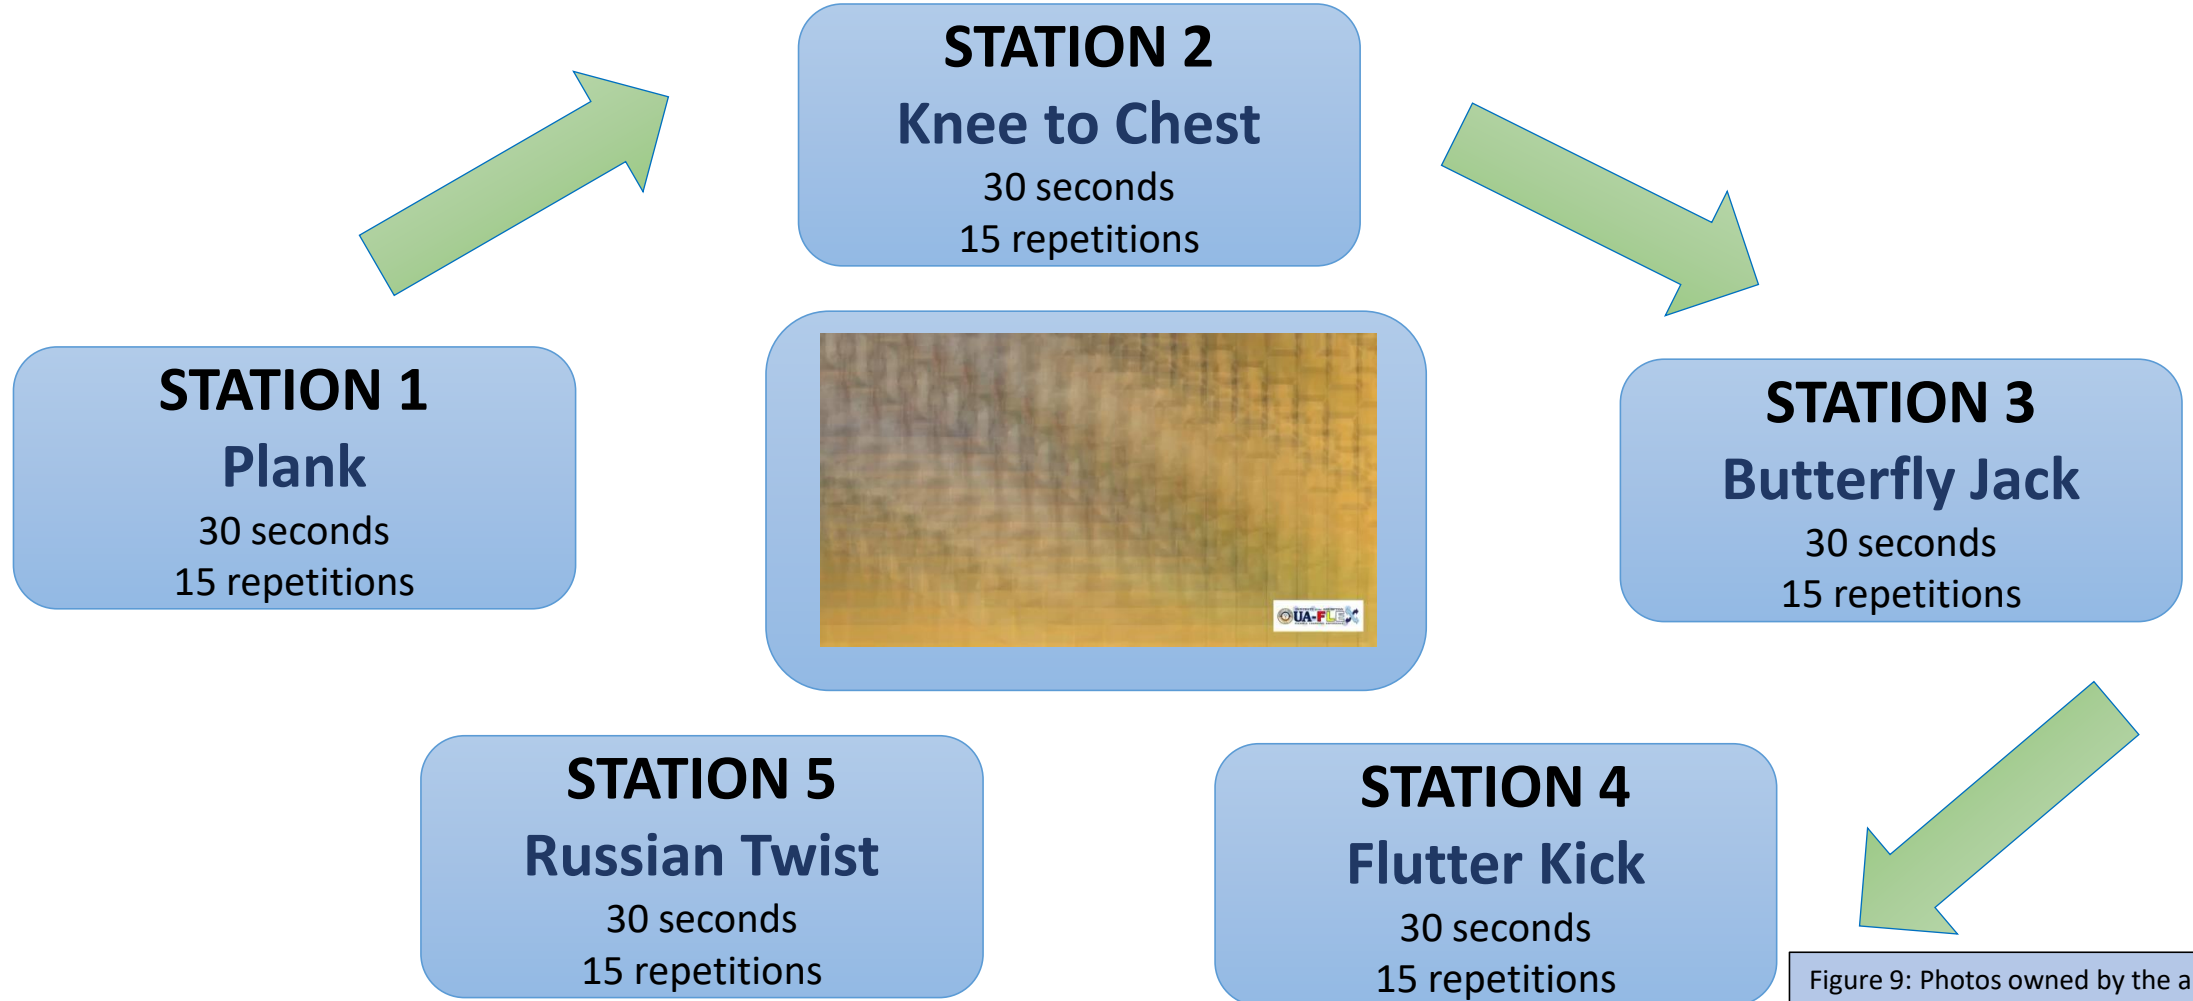 STATION 2
Knee to Chest
30 seconds
15 repetitions
STATION 1
Plank
30 seconds
15 repetitions
STATION 3
Butterfly Jack
30 seconds
15 repetitions
UA-FLEX
STATION 5
Russian Twist
30 seconds
15 repetitions
STATION 4
Flutter Kick
30 seconds
15 repetitions
Figure 9: Photos owned by the a